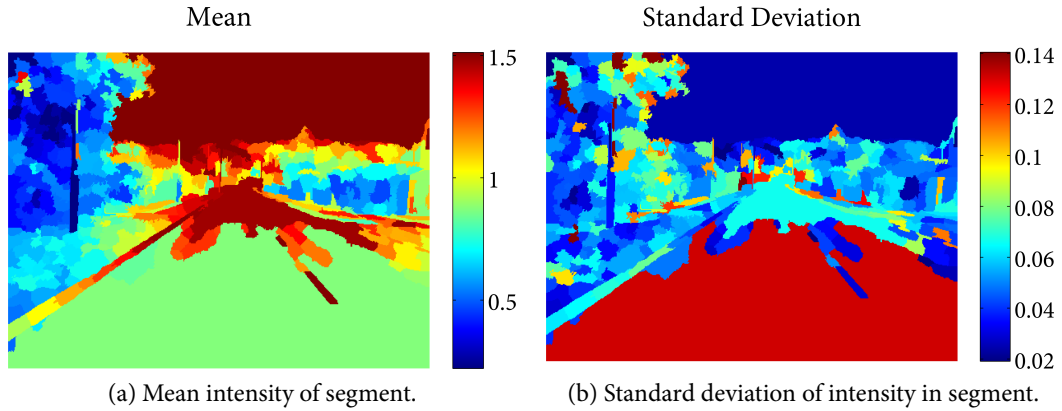 Mean
Standard Deviation
1.5
1
0.5
0.14
0.12
0.1
0.08
0.06
0.04
0.02
(a) Mean intensity of segment.
(b) Standard deviation of intensity in segment.